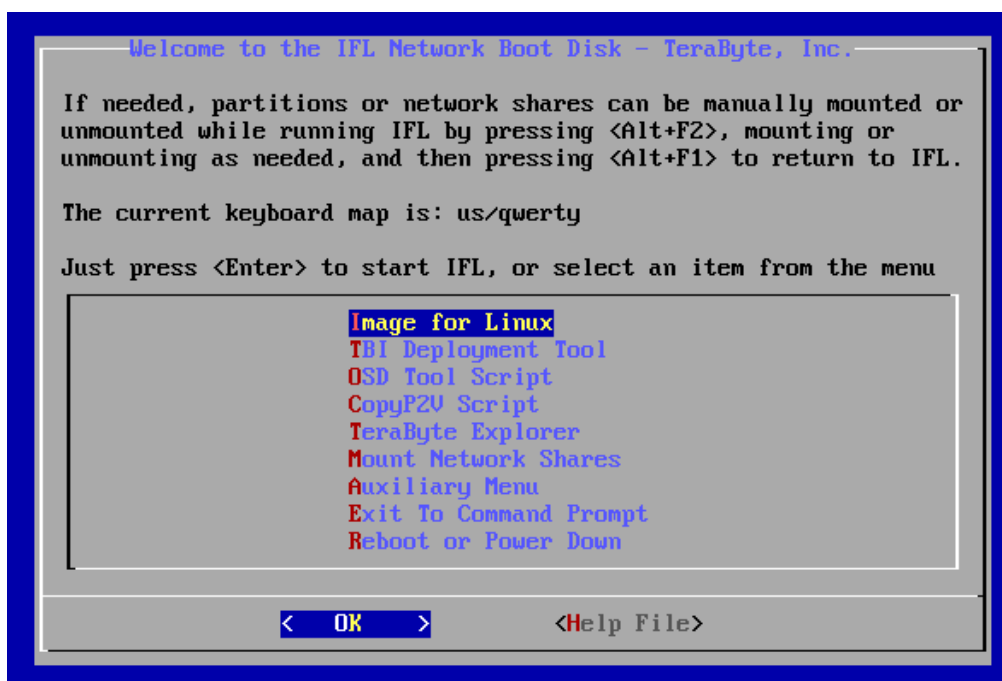 Welcome to the IFL Network Boot Disk - TeraByte, Inc.
If needed, partitions or network shares can be manually mounted or
unmounted while running IFL by pressing <Alt+F2>, mounting or
unmounting as needed, and then pressing <Alt+F1> to return to IFL.
The current keyboard map is: us/qwerty
Just press <Enter> to start IFL, or select an item from the menu
Image for Linux
TBI Deployment Tool
OSD Tool Script
CopyP2V Script
TeraByte Explorer
Mount Network Shares
Auxiliary Menu
Exit To Command Prompt
Reboot or Power Down
< OK > <Help File>